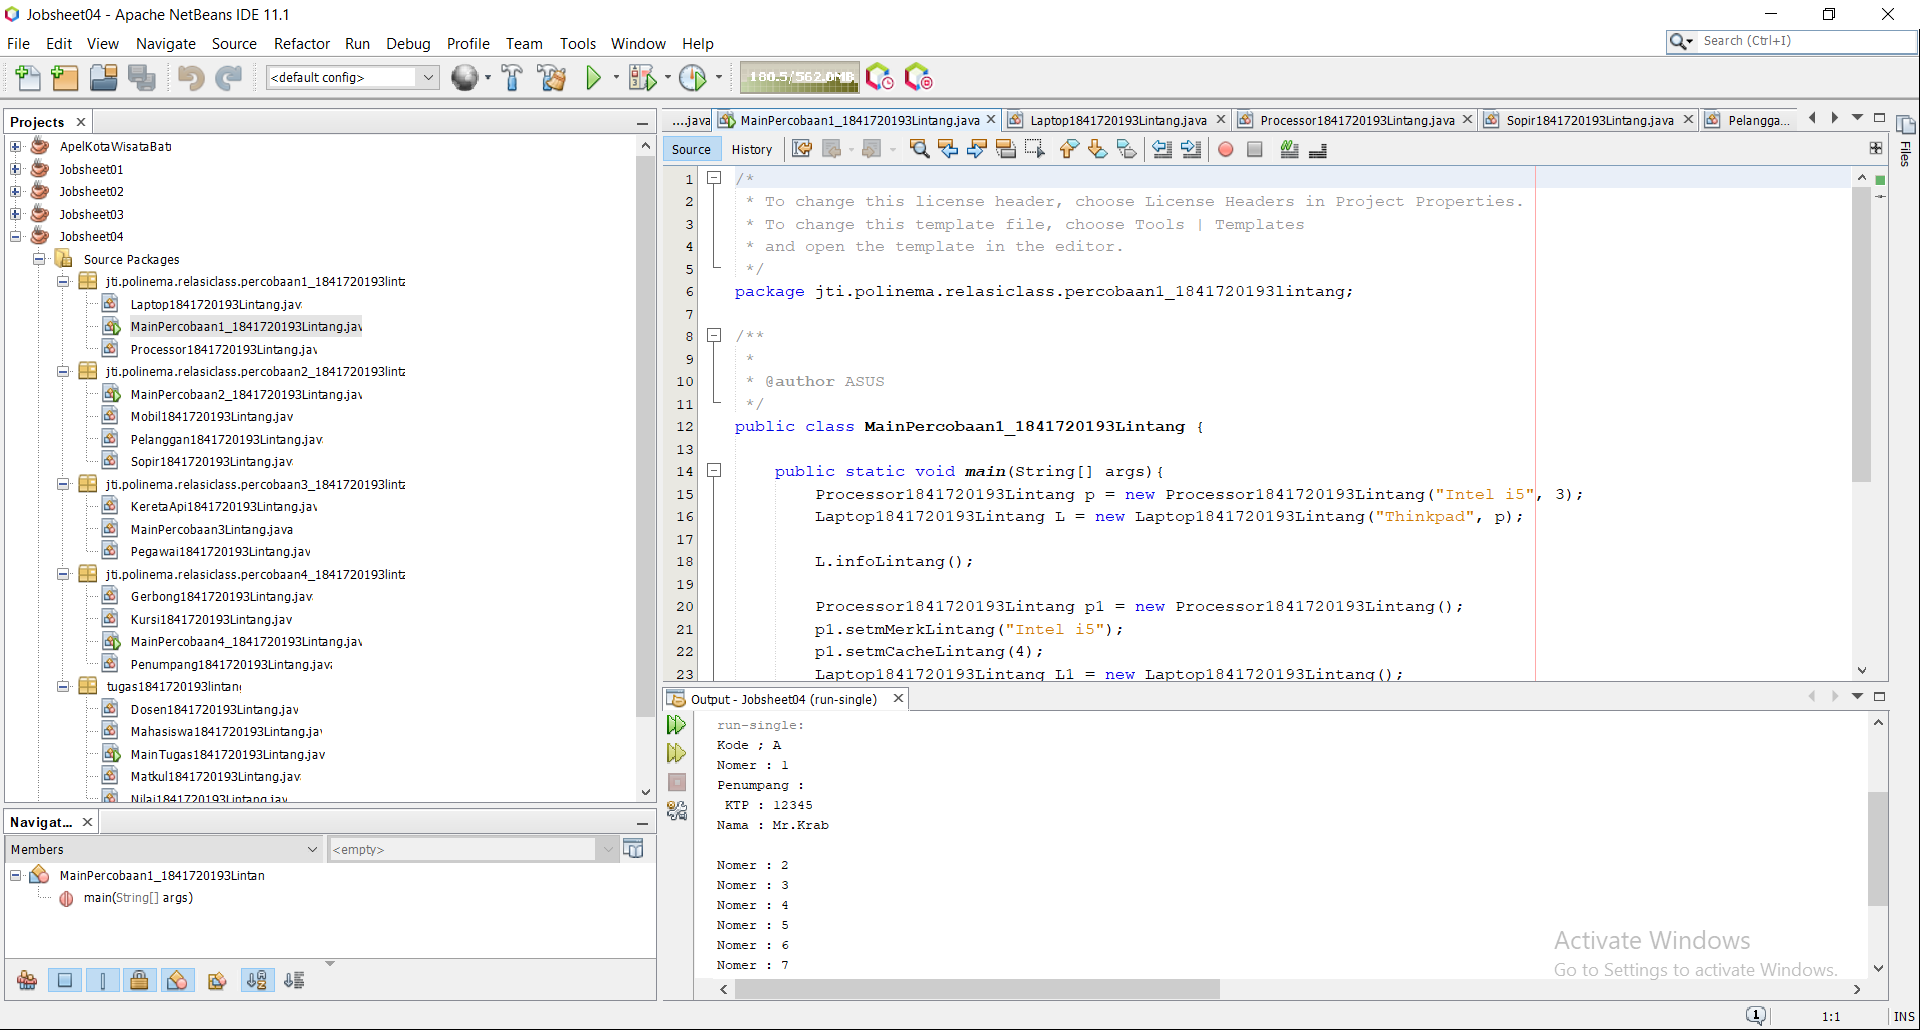 Jobsheet04 - Apache NetBeans IDE 11.1
File Edit View Navigate Source Refactor Run Debug Profile Team Tools Window Help
Search (Ctrl+I)
<default config>
180.5/562.0MB
Projects
ApelKotaWisataBati
Jobsheet01
Jobsheet02
Jobsheet03
Jobsheet04
Source Packages
jti.polinema.relasiclass.percobaan1_1841720193linta
Laptop1841720193Lintang.jav
MainPercobaan1_1841720193Lintang.jav
Processor1841720193Lintang.jav
jti.polinema.relasiclass.percobaan2_1841720193linta
MainPercobaan2_1841720193Lintang.jav
Mobil1841720193Lintang.jav
Pelanggan1841720193Lintang.jav
Sopir1841720193Lintang.jav
jti.polinema.relasiclass.percobaan3_1841720193linta
KeretaApi1841720193Lintang.jav
MainPercobaan3Lintang.java
Pegawai1841720193Lintang.jav
jti.polinema.relasiclass.percobaan4_1841720193linta
Gerbong1841720193Lintang.jav
Kursi1841720193Lintang.jav
MainPercobaan4_1841720193Lintang.jav
Penumpang1841720193Lintang.java
tugas1841720193lintang
Dosen1841720193Lintang.jav
Mahasiswa1841720193Lintang.jav
MainTugas1841720193Lintang.jav
Matkul1841720193Lintang.jav
Nilai1841720193Lintang.jav
Navigat...
Members
<empty>
MainPercobaan1_1841720193Lintan
main(String[] args)
....java
MainPercobaan1_1841720193Lintang.java
Laptop1841720193Lintang.java
Processor1841720193Lintang.java
Sopir1841720193Lintang.java
Pelangga...
Files
Source History
1 /*
2 * To change this license header, choose License Headers in Project Properties.
3 * To change this template file, choose Tools | Templates
4 * and open the template in the editor.
5 */
6 package jti.polinema.relasiclass.percobaan1_1841720193lintang;
7
8 /**
9 *
10 * @author ASUS
11 */
12 public class MainPercobaan1_1841720193Lintang {
13
14 public static void main(String[] args){
15 Processor1841720193Lintang p = new Processor1841720193Lintang("Intel i5", 3);
16 Laptop1841720193Lintang L = new Laptop1841720193Lintang("Thinkpad", p);
17
18 L.infoLintang();
19
20 Processor1841720193Lintang p1 = new Processor1841720193Lintang();
21 p1.setmMerkLintang("Intel i5");
22 p1.setmCacheLintang(4);
23 Laptop1841720193Lintang L1 = new Laptop1841720193Lintang();
Output - Jobsheet04 (run-single)
run-single:
Kode ; A
Nomer : 1
Penumpang :
KTP : 12345
Nama : Mr.Krab
Nomer : 2
Nomer : 3
Nomer : 4
Nomer : 5
Nomer : 6
Nomer : 7
Activate Windows
Go to Settings to activate Windows.
1
1:1
INS